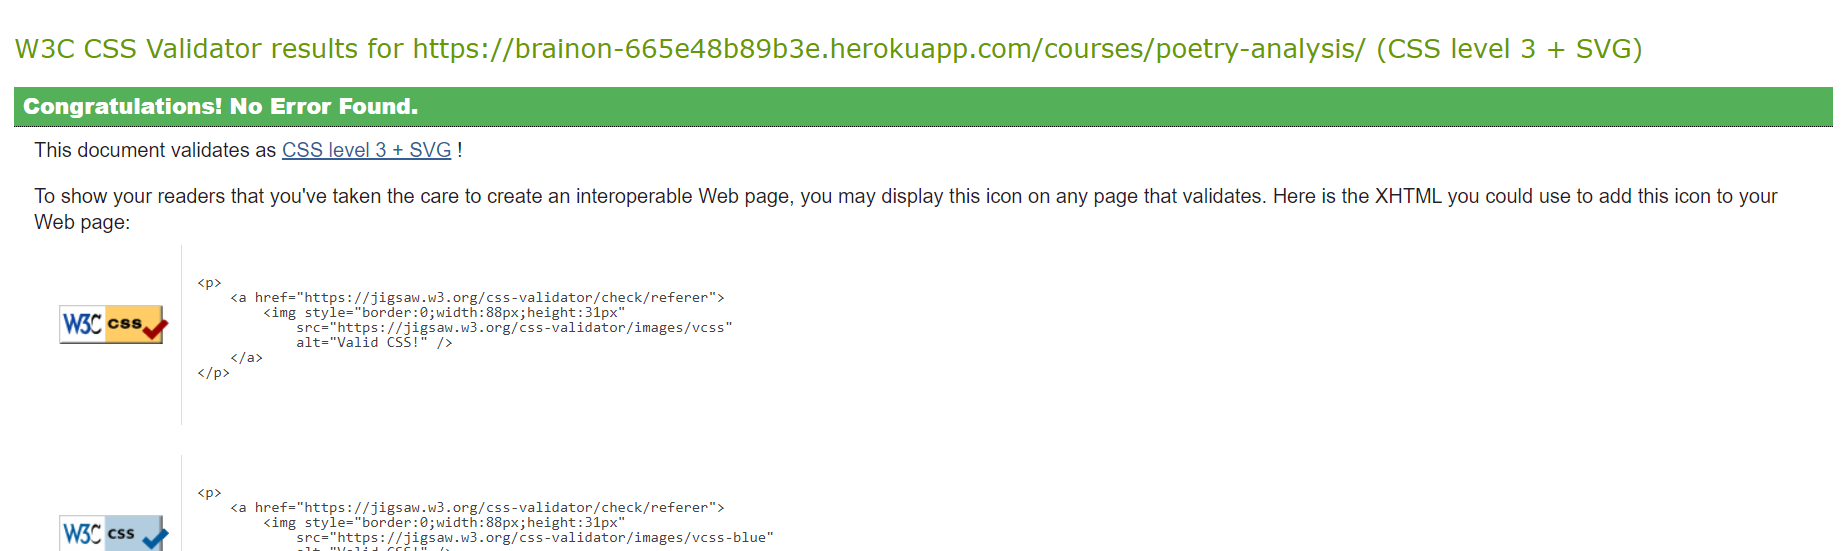 W3C CSS Validator results for https://brainon-665e48b89b3e.herokuapp.com/courses/poetry-analysis/ (CSS level 3 + SVG)
Congratulations! No Error Found.
This document validates as CSS level 3 + SVG !
To show your readers that you've taken the care to create an interoperable Web page, you may display this icon on any page that validates. Here is the XHTML you could use to add this icon to your
Web page:
<p>
<a href="https://jigsaw.w3.org/css-validator/check/referer">
<img style="border:0;width:88px;height:31px"
src="https://jigsaw.w3.org/css-validator/images/vcss"
alt="Valid CSS!" />
</a>
</p>
W3C css
<p>
<a href="https://jigsaw.w3.org/css-validator/check/referer">
<img style="border:0;width:88px;height:31px"
src="https://jigsaw.w3.org/css-validator/images/vcss-blue"
alt="Valid CSS!" />
W3C css